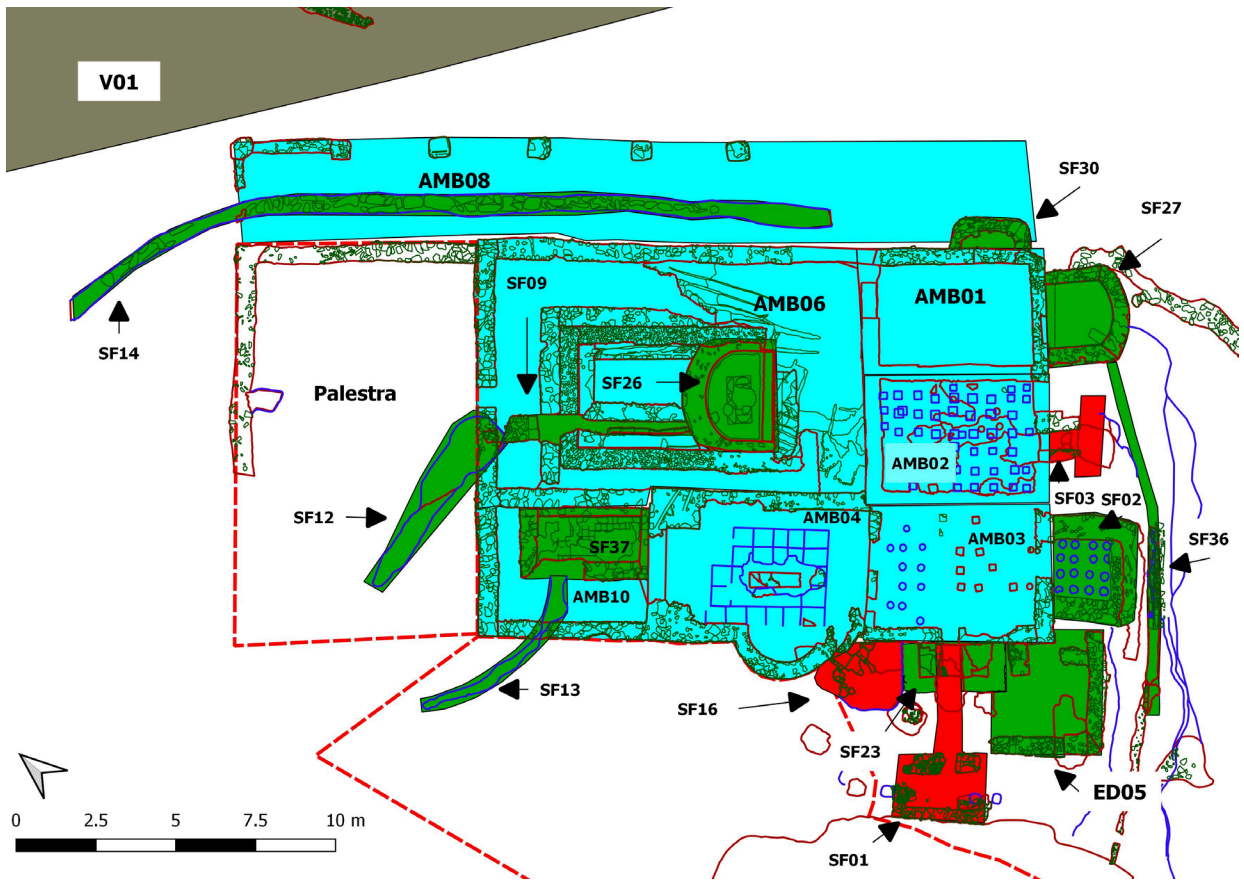 V01
AMB08
SF30
SF27
SF09
AMB06
AMB01
SF14
Palestra
SF26
AMB02
SF12
SF03
SF02
AMB04
AMB03
SF37
SF36
AMB10
SF13
SF16
SF23
ED05
0 2.5 5 7.5 10 m
SF01